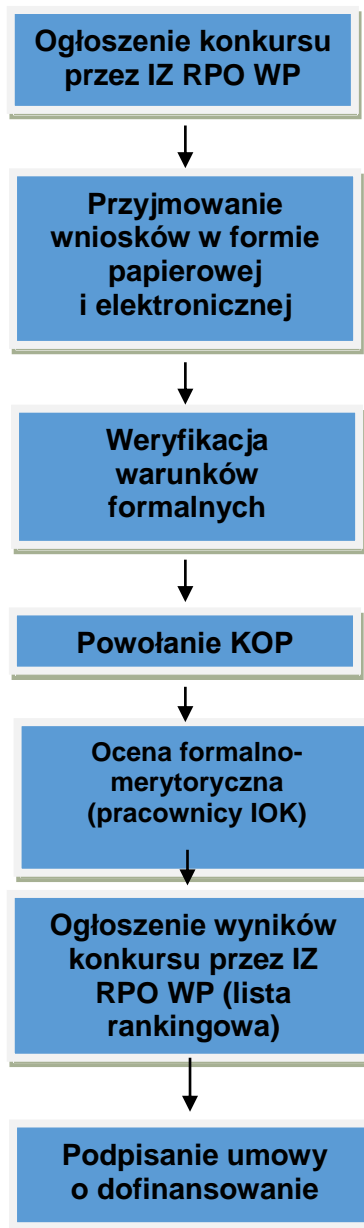 Ogłoszenie konkursu
przez IZ RPO WP
Przyjmowanie
wniosków w formie
papierowej
i elektronicznej
Weryfikacja
warunków
formalnych
Powołanie KOP
Ocena formalno-
merytoryczna
(pracownicy IOK)
Ogłoszenie wyników
konkursu przez IZ
RPO WP (lista
rankingowa)
Podpisanie umowy
o dofinansowanie